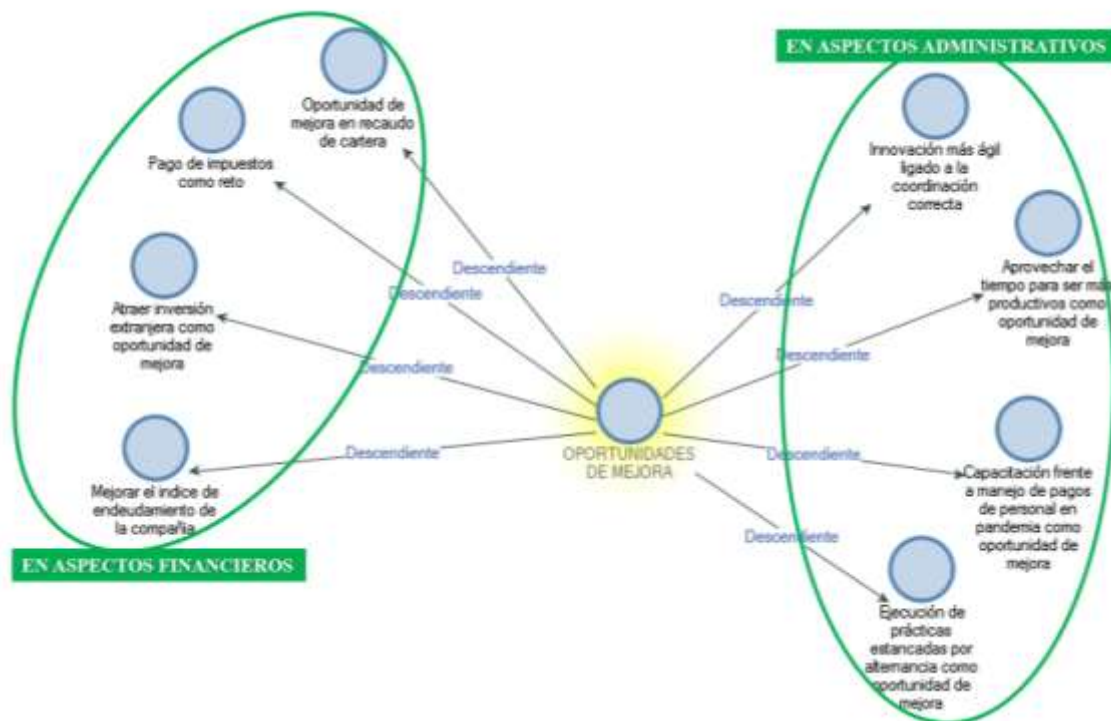 EN ASPECTOS ADMINISTRATIVOS
Oportunidad de
mejora en recaudo
de cartera
Pago de impuestos
como reto
Atraer inversión
extranjera como
oportunidad de
mejora
Mejorar el indice de
endeudamiento de
la compañia
EN ASPECTOS FINANCIEROS
Descendiente
Descendiente
Descendiente
Descendiente
OPORTUNIDADES
DE MEJORA
Descendiente
Descendiente
Descendiente
Descendiente
Innovación más ágil
ligado a la
coordinación
correcta
Aprovechar el
tiempo para ser más
productivos como
oportunidad de
mejora
Capacitación frente
a manejo de pagos
de personal en
pandemia como
oportunidad de
mejora
Ejecución de
prácticas
estancadas por
alternancia como
oportunidad de
mejora